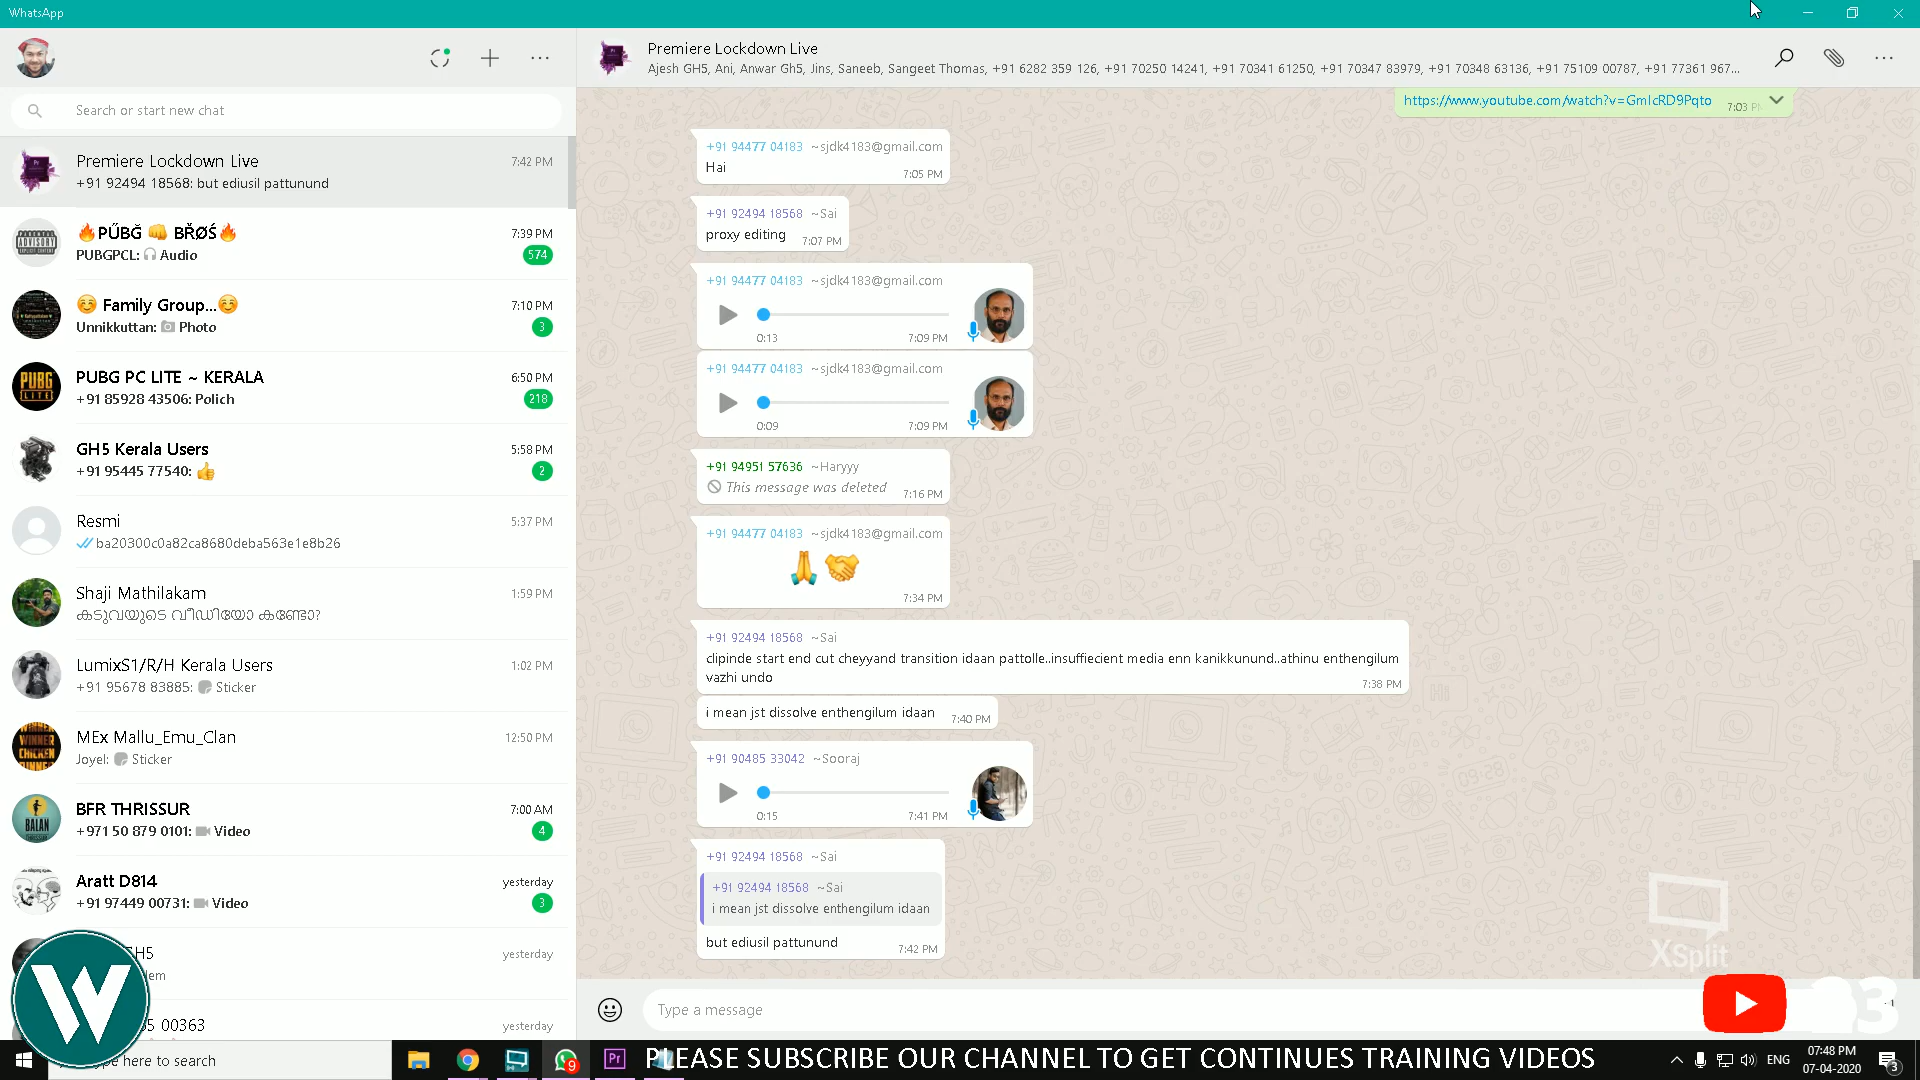 WhatsApp
Search or start new chat
Premiere Lockdown Live
7:42 PM
+91 92494 18568: but ediusil pattunund
🔥PŰBĞ 👊 BŘØŚ🔥
7:39 PM
PUBGPCL: Audio
574
☺️ Family Group...☺️
7:10 PM
Unnikkuttan: Photo
3
PUBG PC LITE ~ KERALA
6:50 PM
+91 85928 43506: Polich
218
GH5 Kerala Users
5:58 PM
+91 95445 77540: 👍
2
Resmi
5:37 PM
ba20300c0a82ca8680deba563e1e8b26
Shaji Mathilakam
1:59 PM
കടുവയുടെ വീഡിയോ കണ്ടോ?
LumixS1/R/H Kerala Users
1:02 PM
+91 95678 83885: Sticker
MEx Mallu_Emu_Clan
12:50 PM
Joyel: Sticker
BFR THRISSUR
7:00 AM
+971 50 879 0101: Video
4
Aratt D814
yesterday
+91 97449 00731: Video
3
yesterday
00363
yesterday
Premiere Lockdown Live
Ajesh GH5, Ani, Anwar Gh5, Jins, Saneeb, Sangeet Thomas, +91 6282 359 126, +91 70250 14241, +91 70341 61250, +91 70347 83979, +91 70348 63136, +91 75109 00787, +91 77361 967...
https://www.youtube.com/watch?v=GmIcRD9Pqto
7:03
+91 94477 04183 ~sjdk4183@gmail.com
Hai
7:05 PM
+91 92494 18568 ~Sai
proxy editing
7:07 PM
+91 94477 04183 ~sjdk4183@gmail.com
0:13
7:09 PM
+91 94477 04183 ~sjdk4183@gmail.com
0:09
7:09 PM
+91 94951 57636 ~Haryyy
This message was deleted
7:16 PM
+91 94477 04183 ~sjdk4183@gmail.com
🙏🤝
7:34 PM
+91 92494 18568 ~Sai
clipinde start end cut cheyyand transition idaan pattolle..insuffiecient media enn kanikkunund..athinu enthengilum
vazhi undo
7:38 PM
i mean jst dissolve enthengilum idaan
7:40 PM
+91 90485 33042 ~Sooraj
0:15
7:41 PM
+91 92494 18568 ~Sai
+91 92494 18568 ~Sai
i mean jst dissolve enthengilum idaan
but ediusil pattunund
7:42 PM
XSplit
Type a message
W
here to search
9
Pr
PLEASE SUBSCRIBE OUR CHANNEL TO GET CONTINUES TRAINING VIDEOS
ENG
07:48 PM
07-04-2020
3